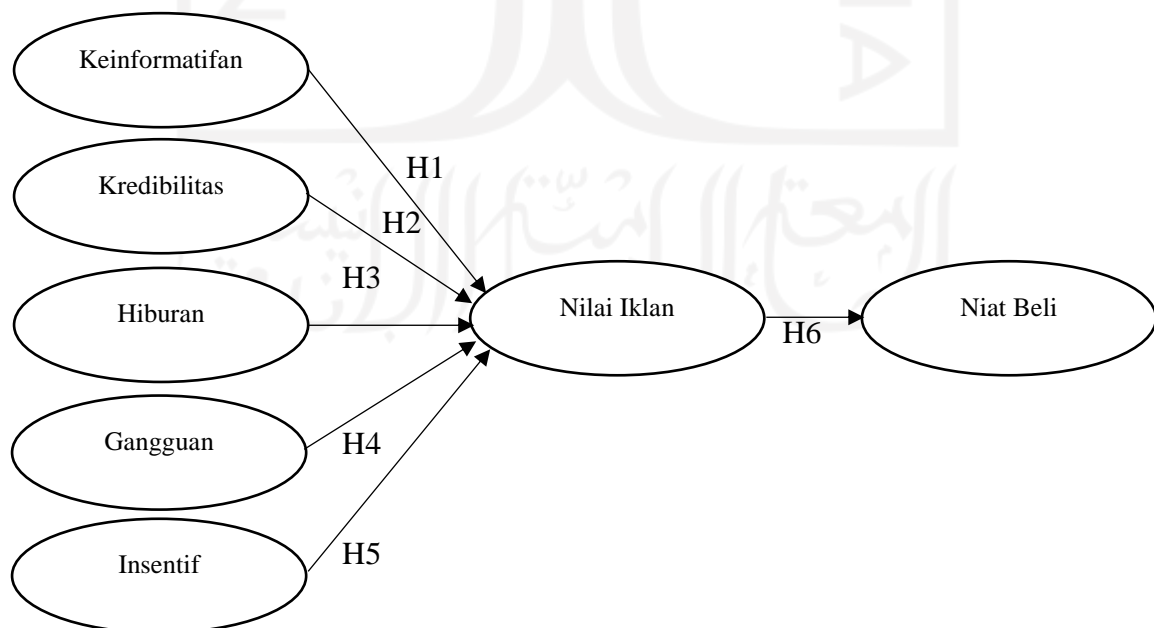 Keinformatifan
H1
Kredibilitas
H2
H3
Hiburan
Nilai Iklan
Niat Beli
H6
Gangguan
H4
Insentif
H5